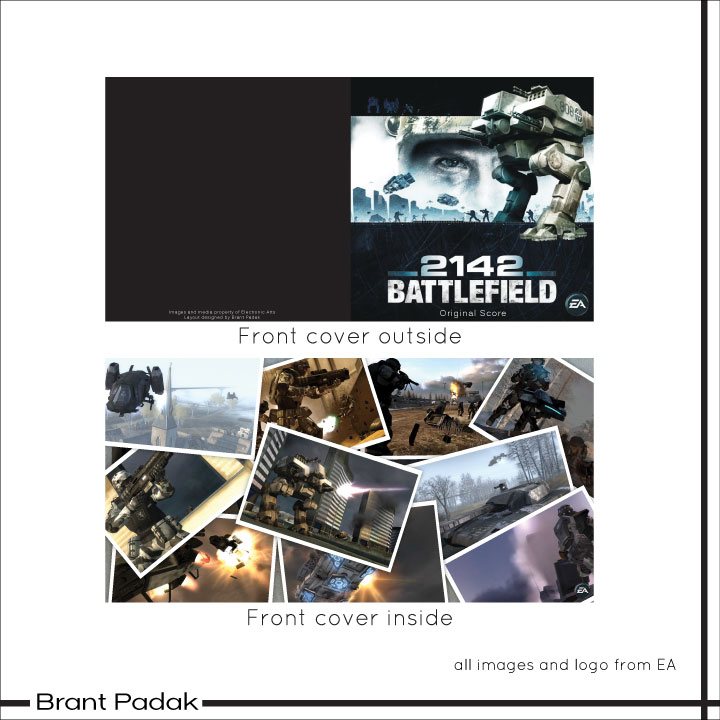 BOB
2142
BATTLEFIELD
EA
Original Score
Images and media property of Electronic Arts
Layout designed by Brant Padak
Front cover outside
EA
Front cover inside
all images and logo from EA
Brant Padak